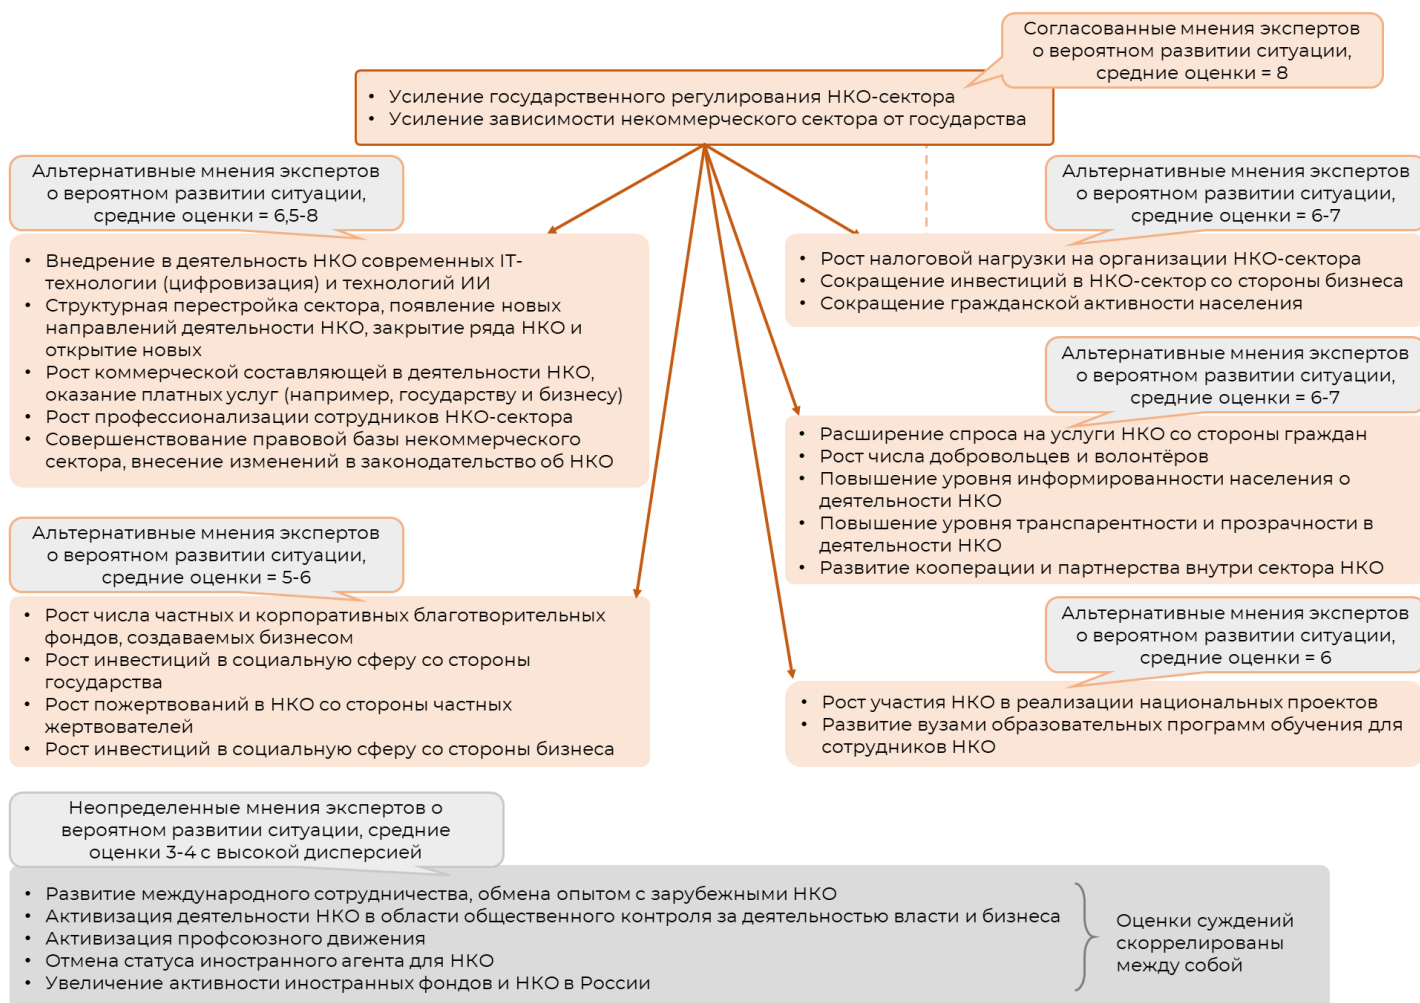 Согласованные мнения экспертов
о вероятном развитии ситуации,
средние оценки = 8
• Усиление государственного регулирования НКО-сектора
• Усиление зависимости некоммерческого сектора от государства
Альтернативные мнения экспертов
о вероятном развитии ситуации,
средние оценки = 6,5-8
• Внедрение в деятельность НКО современных IT-
технологии (цифровизация) и технологий ИИ
• Структурная перестройка сектора, появление новых
направлений деятельности НКО, закрытие ряда НКО и
открытие новых
• Рост коммерческой составляющей в деятельности НКО,
оказание платных услуг (например, государству и бизнесу)
• Рост профессионализации сотрудников НКО-сектора
• Совершенствование правовой базы некоммерческого
сектора, внесение изменений в законодательство об НКО
Альтернативные мнения экспертов
о вероятном развитии ситуации,
средние оценки = 6-7
• Рост налоговой нагрузки на организации НКО-сектора
• Сокращение инвестиций в НКО-сектор со стороны бизнеса
• Сокращение гражданской активности населения
Альтернативные мнения экспертов
о вероятном развитии ситуации,
средние оценки = 6-7
• Расширение спроса на услуги НКО со стороны граждан
• Рост числа добровольцев и волонтёров
• Повышение уровня информированности населения о
деятельности НКО
• Повышение уровня транспарентности и прозрачности в
деятельности НКО
• Развитие кооперации и партнерства внутри сектора НКО
Альтернативные мнения экспертов
о вероятном развитии ситуации,
средние оценки = 5-6
• Рост числа частных и корпоративных благотворительных
фондов, создаваемых бизнесом
• Рост инвестиций в социальную сферу со стороны
государства
• Рост пожертвований в НКО со стороны частных
жертвователей
• Рост инвестиций в социальную сферу со стороны бизнеса
Альтернативные мнения экспертов
о вероятном развитии ситуации,
средние оценки = 6
• Рост участия НКО в реализации национальных проектов
• Развитие вузами образовательных программ обучения для
сотрудников НКО
Неопределенные мнения экспертов о
вероятном развитии ситуации, средние
оценки 3-4 с высокой дисперсией
• Развитие международного сотрудничества, обмена опытом с зарубежными НКО
• Активизация деятельности НКО в области общественного контроля за деятельностью власти и бизнеса
• Активизация профсоюзного движения
• Отмена статуса иностранного агента для НКО
• Увеличение активности иностранных фондов и НКО в России
Оценки суждений
скоррелированы
между собой